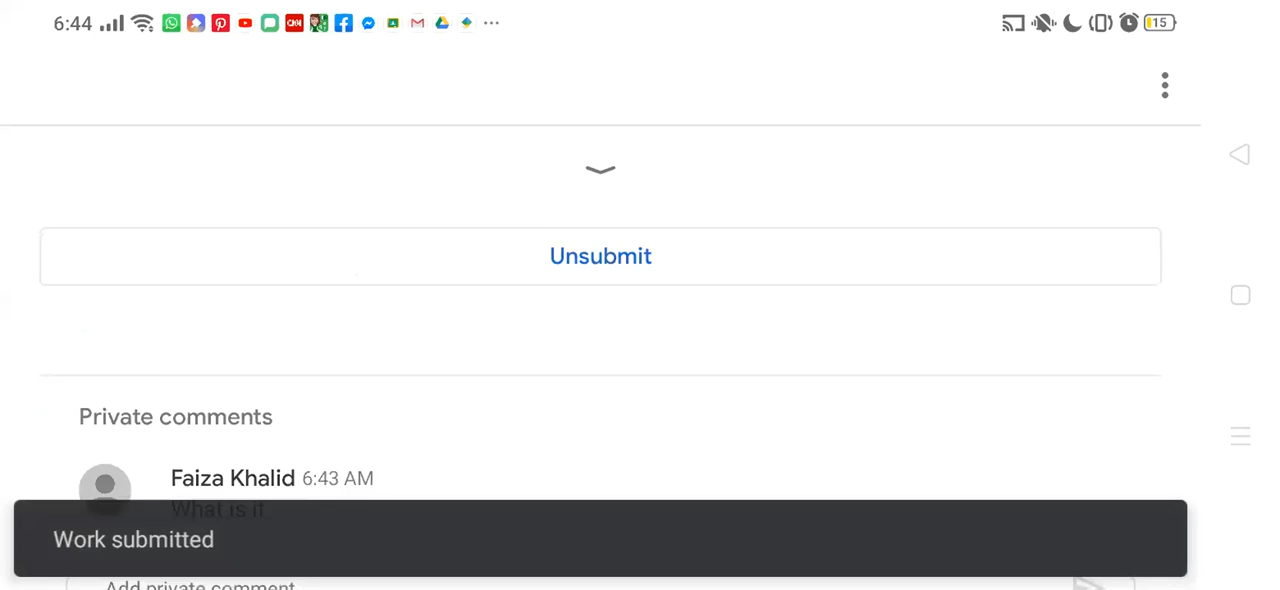 6:44 CNN 15
Unsubmit
Private comments
Faiza Khalid 6:43 AM
What is it
Work submitted
Add private comment